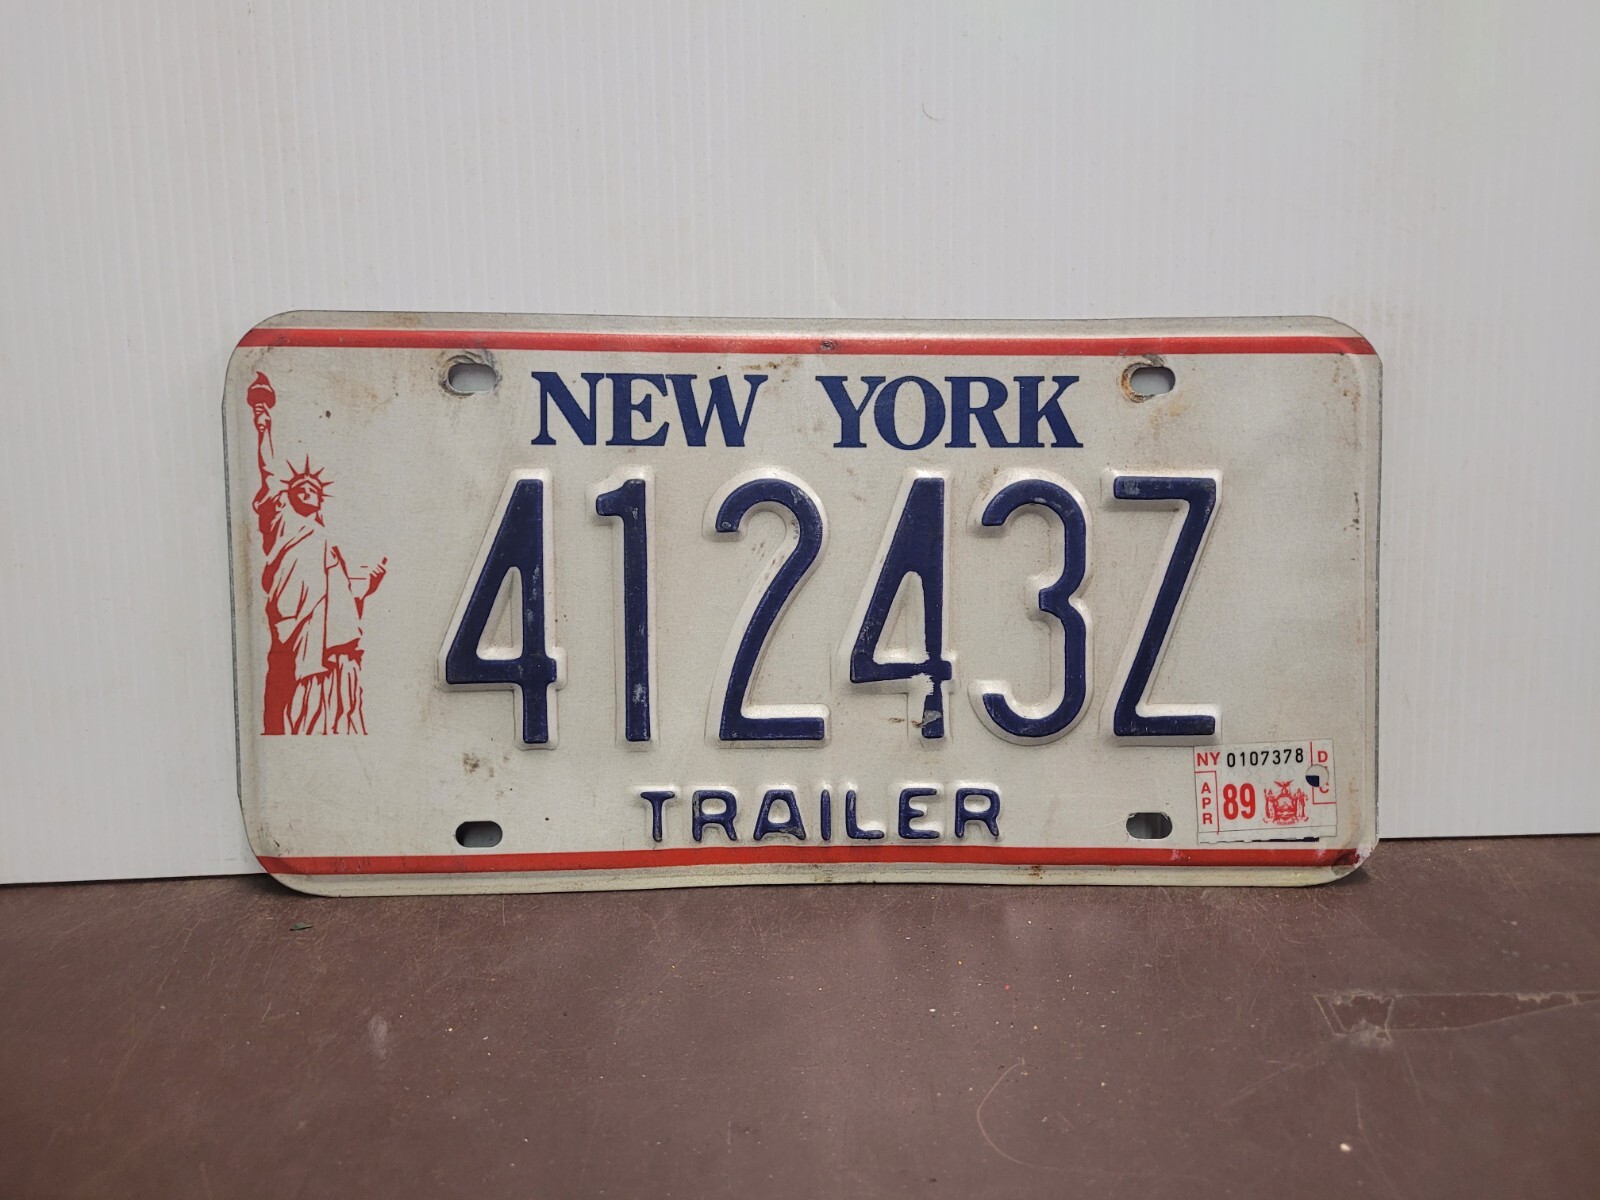 NEW YORK
41243Z
TRAILER
NY 0107378 D C
APR 89